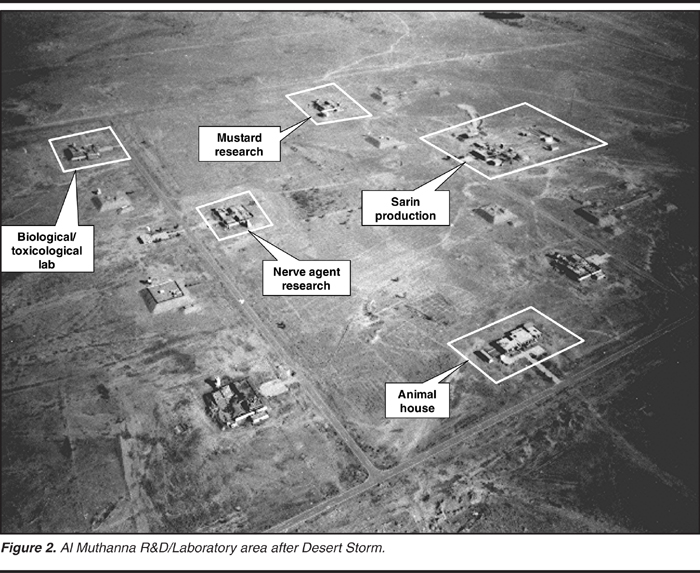 Mustard
research
Sarin
production
Biological/
toxicological
lab
Nerve agent
research
Animal
house
Figure 2. Al Muthanna R&D/Laboratory area after Desert Storm.